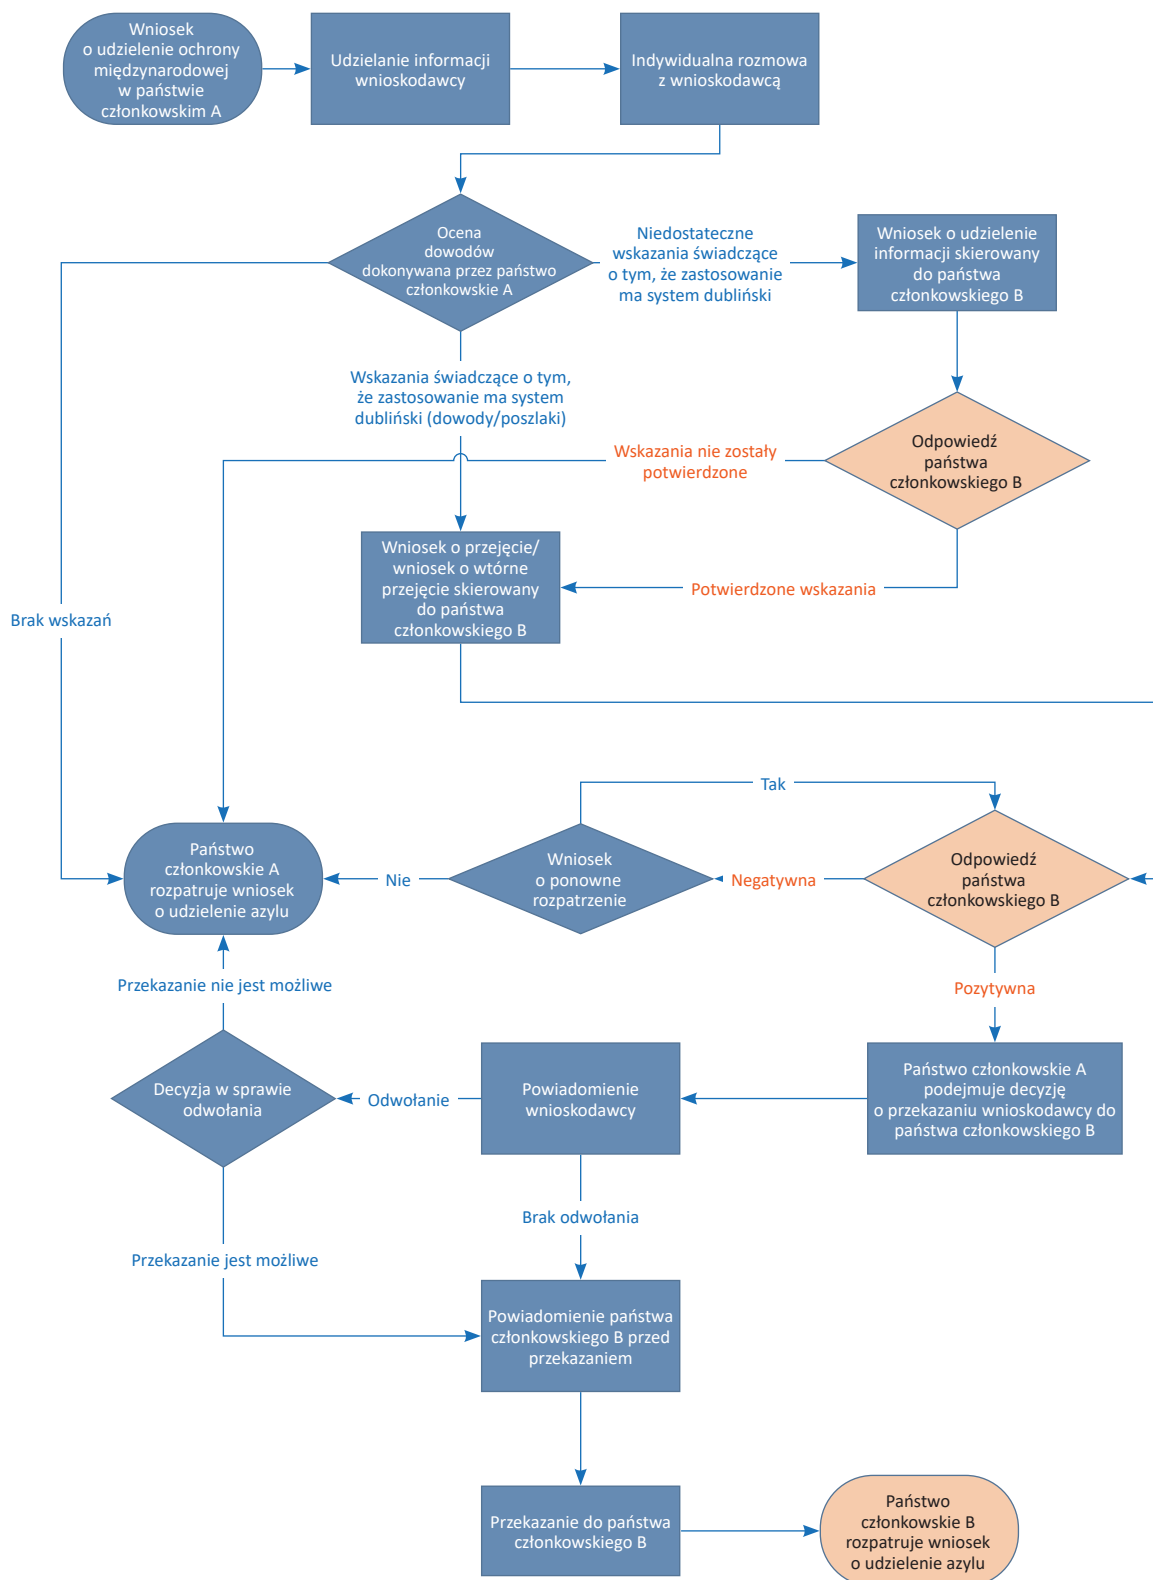 Wniosek
o udzielenie ochrony
międzynarodowej
w państwie
członkowskim A
Udzielanie informacji
wnioskodawcy
Indywidualna rozmowa
z wnioskodawcą
Ocena
dowodów
dokonywana przez państwo
członkowskie A
Niedostateczne
wskazania świadczące
o tym, że zastosowanie
ma system dubliński
Wniosek o udzielenie
informacji skierowany
do państwa
członkowskiego B
Wskazania świadczące o tym,
że zastosowanie ma system
dubliński (dowody/poszlaki)
Wskazania nie zostały
potwierdzone
Odpowiedź
państwa
członkowskiego B
Wniosek o przejęcie/
wniosek o wtórne
przejęcie skierowany
do państwa
członkowskiego B
Potwierdzone wskazania
Brak wskazań
Tak
Państwo
członkowskie A
rozpatruje wniosek
o udzielenie azylu
Nie
Wniosek
o ponowne
rozpatrzenie
Negatywna
Odpowiedź
państwa
członkowskiego B
Przekazanie nie jest możliwe
Pozytywna
Decyzja w sprawie
odwołania
Odwołanie
Powiadomienie
wnioskodawcy
Państwo członkowskie A
podejmuje decyzję
o przekazaniu wnioskodawcy do
państwa członkowskiego B
Brak odwołania
Przekazanie jest możliwe
Powiadomienie państwa
członkowskiego B przed
przekazaniem
Przekazanie do państwa
członkowskiego B
Państwo
członkowskie B
rozpatruje wniosek
o udzielenie azylu